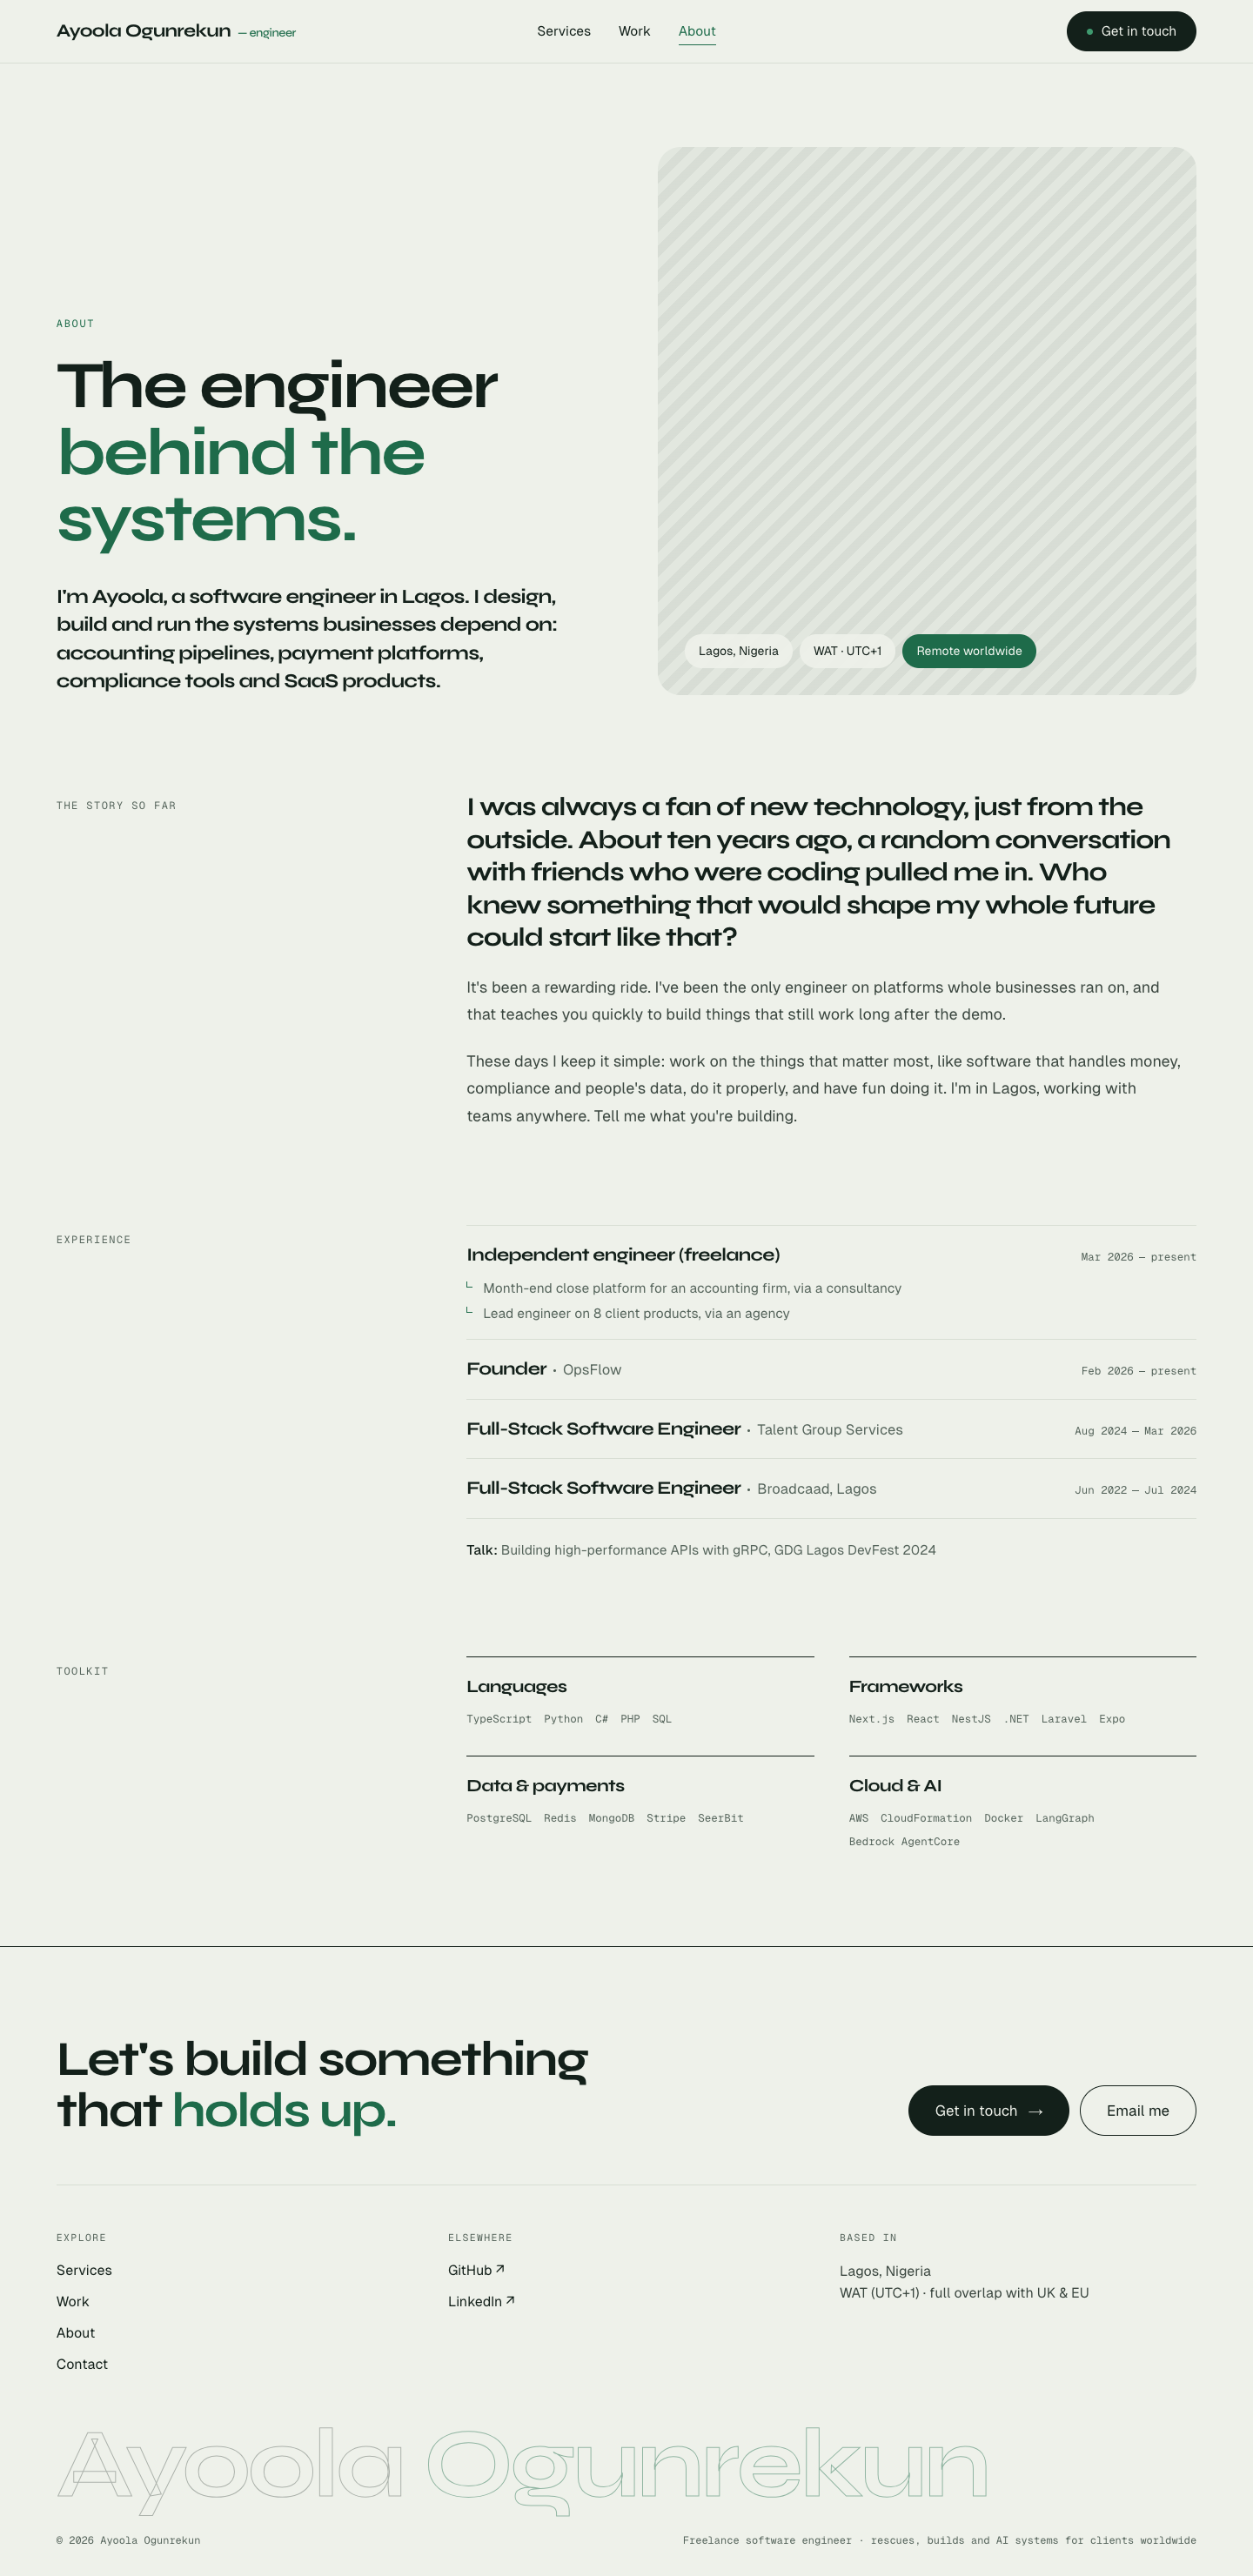 Ayoola Ogunrekun — engineer
Services Work About
Get in touch
ABOUT
The engineer
behind the
systems.
I'm Ayoola, a software engineer in Lagos. I design,
build and run the systems businesses depend on:
accounting pipelines, payment platforms,
compliance tools and SaaS products.
Lagos, Nigeria
WAT · UTC+1
Remote worldwide
THE STORY SO FAR
I was always a fan of new technology, just from the
outside. About ten years ago, a random conversation
with friends who were coding pulled me in. Who
knew something that would shape my whole future
could start like that?
It's been a rewarding ride. I've been the only engineer on platforms whole businesses ran on, and
that teaches you quickly to build things that still work long after the demo.
These days I keep it simple: work on the things that matter most, like software that handles money,
compliance and people's data, do it properly, and have fun doing it. I'm in Lagos, working with
teams anywhere. Tell me what you're building.
EXPERIENCE
Independent engineer (freelance) Mar 2026 — present
Month-end close platform for an accounting firm, via a consultancy
Lead engineer on 8 client products, via an agency
Founder · OpsFlow Feb 2026 — present
Full-Stack Software Engineer · Talent Group Services Aug 2024 — Mar 2026
Full-Stack Software Engineer · Broadcaad, Lagos Jun 2022 — Jul 2024
Talk: Building high-performance APIs with gRPC, GDG Lagos DevFest 2024
TOOLKIT
Languages
TypeScript Python C# PHP SQL
Frameworks
Next.js React NestJS .NET Laravel Expo
Data & payments
PostgreSQL Redis MongoDB Stripe SeerBit
Cloud & AI
AWS CloudFormation Docker LangGraph
Bedrock AgentCore
Let's build something
that holds up.
Get in touch →
Email me
EXPLORE
Services
Work
About
Contact
ELSEWHERE
GitHub ↗
LinkedIn ↗
BASED IN
Lagos, Nigeria
WAT (UTC+1) · full overlap with UK & EU
Ayoola Ogunrekun
© 2026 Ayoola Ogunrekun
Freelance software engineer · rescues, builds and AI systems for clients worldwide